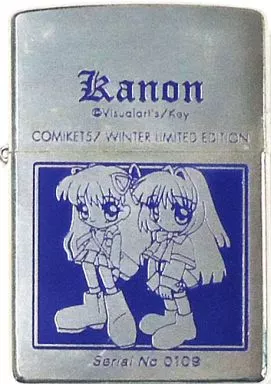 Kanon
©Visualart's/Key
COMIKET57 WINTER LIMITED EDITION
Serial No 0109